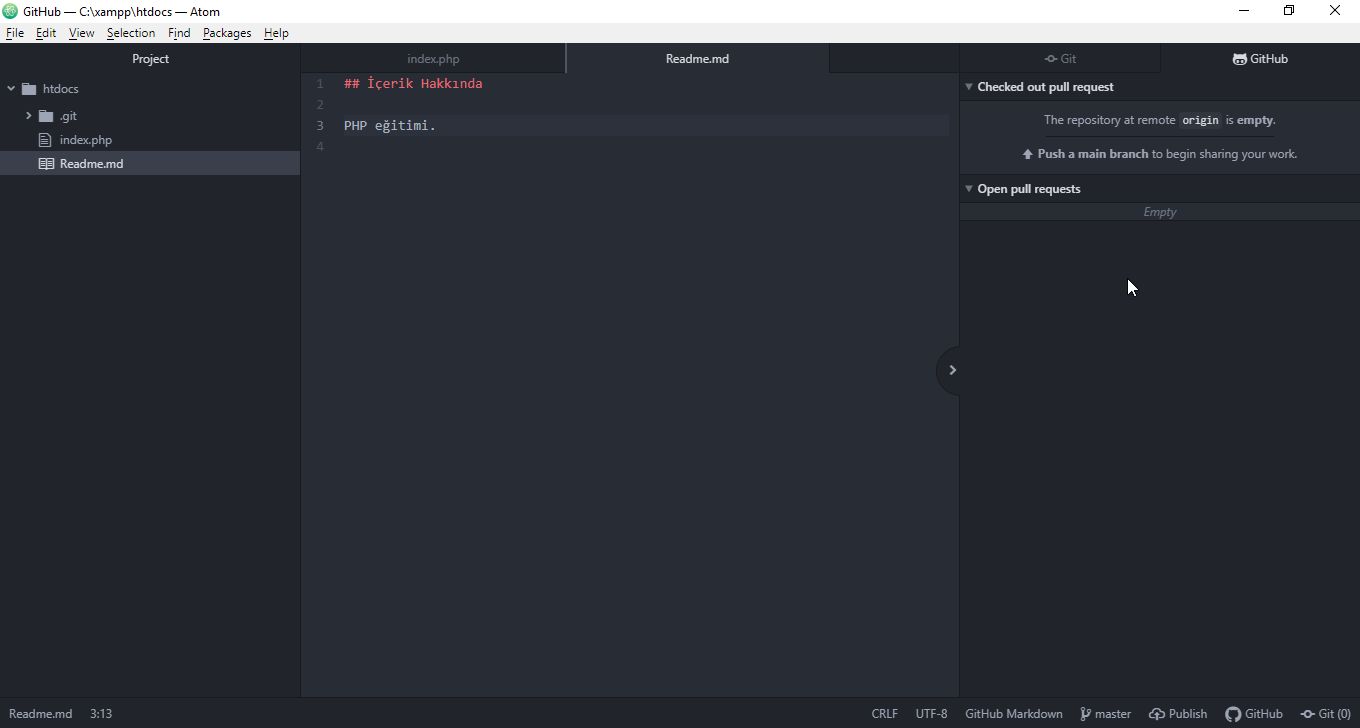 GitHub — C:\xampp\htdocs — Atom
File Edit View Selection Find Packages Help
Project
index.php
Readme.md
Git
GitHub
htdocs
.git
index.php
Readme.md
1 ## İçerik Hakkında
2
3 PHP eğitimi.
4
Checked out pull request
The repository at remote origin is empty.
Push a main branch to begin sharing your work.
Open pull requests
Empty
Readme.md 3:13 CRLF UTF-8 GitHub Markdown master Publish GitHub Git (0)